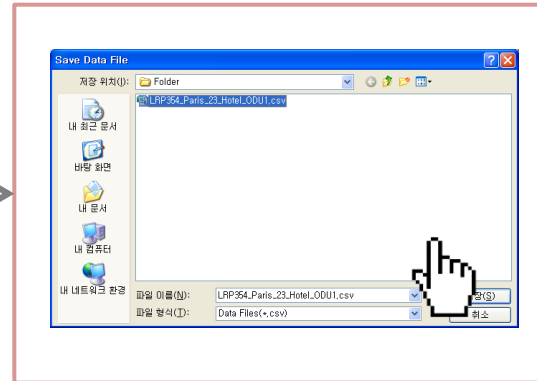 Save Data File
저장 위치(I): Folder
LRP354_Paris_23_Hotel_ODU1.csv
내 최근 문서
바탕 화면
내 문서
내 컴퓨터
내 네트워크 환경
파일 이름(N): LRP354_Paris_23_Hotel_ODU1.csv
파일 형식(T): Data Files(*.csv)
취소